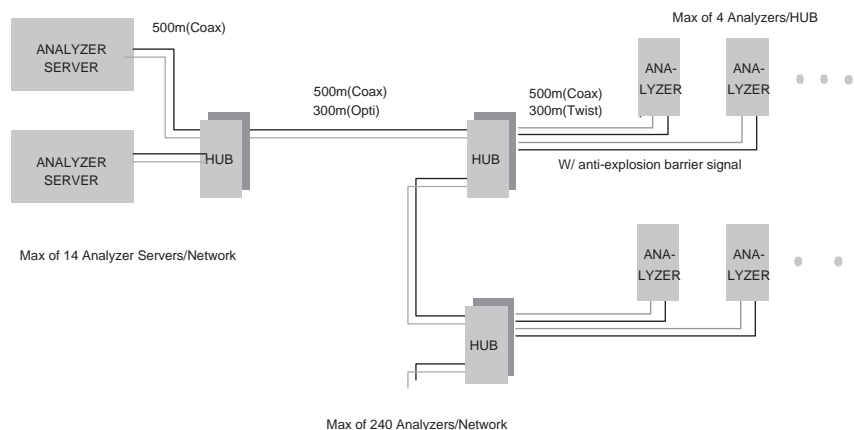 500m(Coax)
Max of 4 Analyzers/HUB
ANALYZER
SERVER
ANA-
LYZER
ANA-
LYZER
500m(Coax)
300m(Opti)
500m(Coax)
300m(Twist)
ANALYZER
SERVER
HUB
HUB
W/ anti-explosion barrier signal
Max of 14 Analyzer Servers/Network
ANA-
LYZER
ANA-
LYZER
HUB
Max of 240 Analyzers/Network